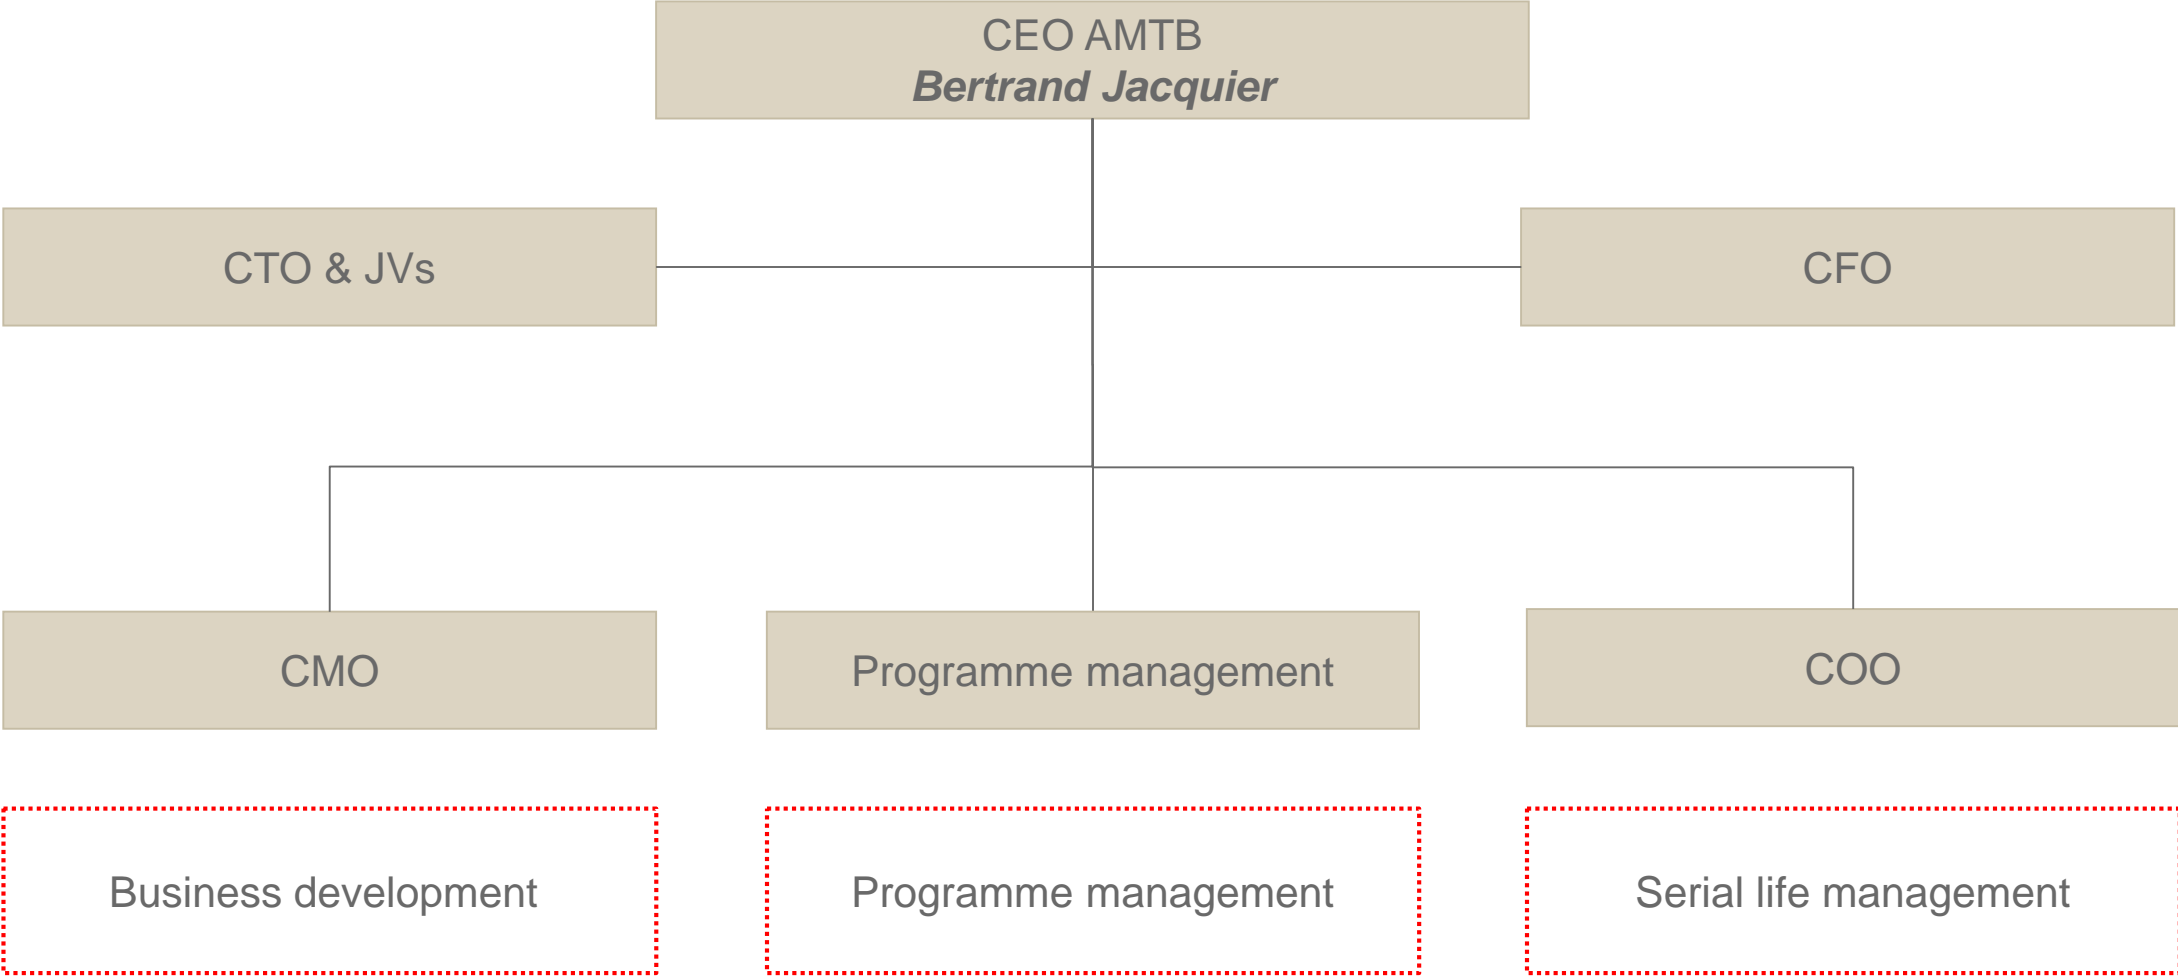 CEO AMTB
Bertrand Jacquier
CTO & JVs
CFO
CMO
Programme management
COO
Business development
Programme management
Serial life management